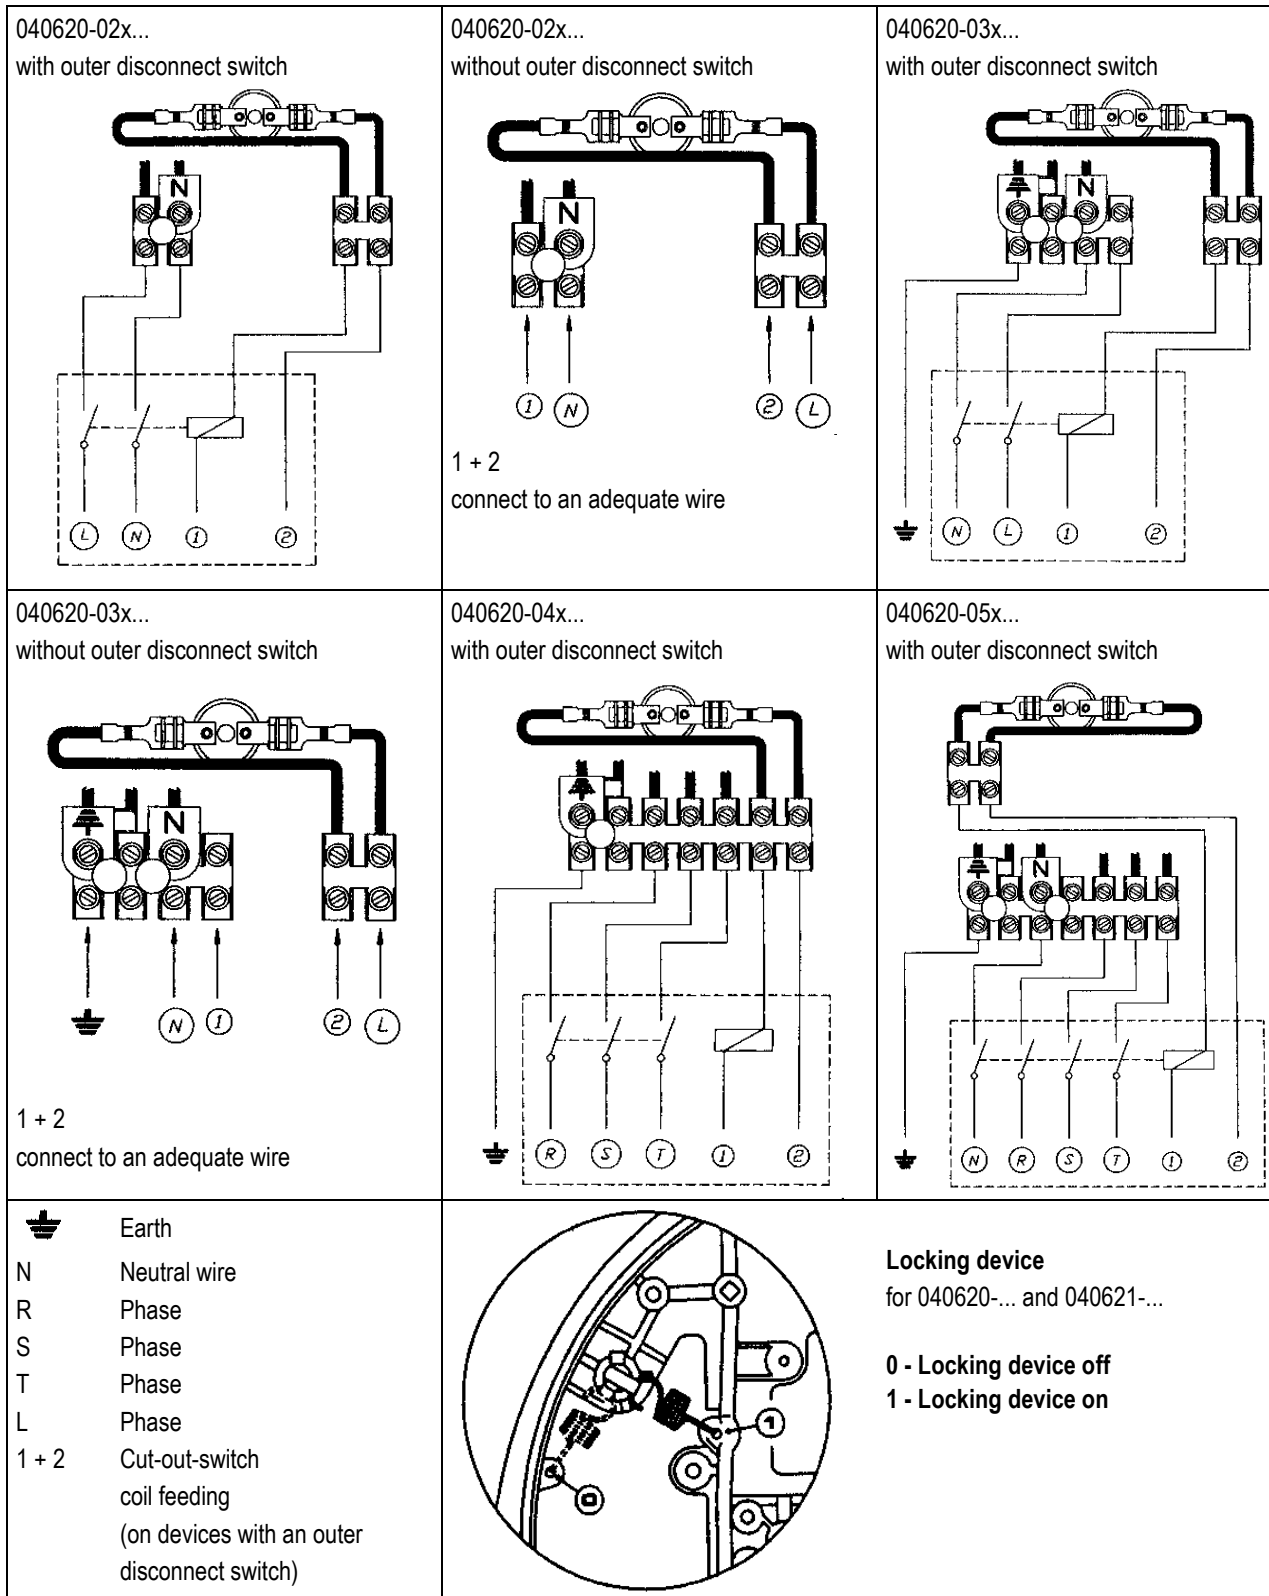 040620-02x...
with outer disconnect switch
N
L N 1 2
040620-02x...
without outer disconnect switch
N
1 N 2 L
1 + 2
connect to an adequate wire
040620-03x...
with outer disconnect switch
N
N L 1 2
040620-03x...
without outer disconnect switch
N
N 1 2 L
1 + 2
connect to an adequate wire
040620-04x...
with outer disconnect switch
R S T 1 2
040620-05x...
with outer disconnect switch
N
N R S T 1 2
Earth
N Neutral wire
R Phase
S Phase
T Phase
L Phase
1 + 2 Cut-out-switch
coil feeding
(on devices with an outer
disconnect switch)
1
0
Locking device
for 040620-... and 040621-...
0 - Locking device off
1 - Locking device on